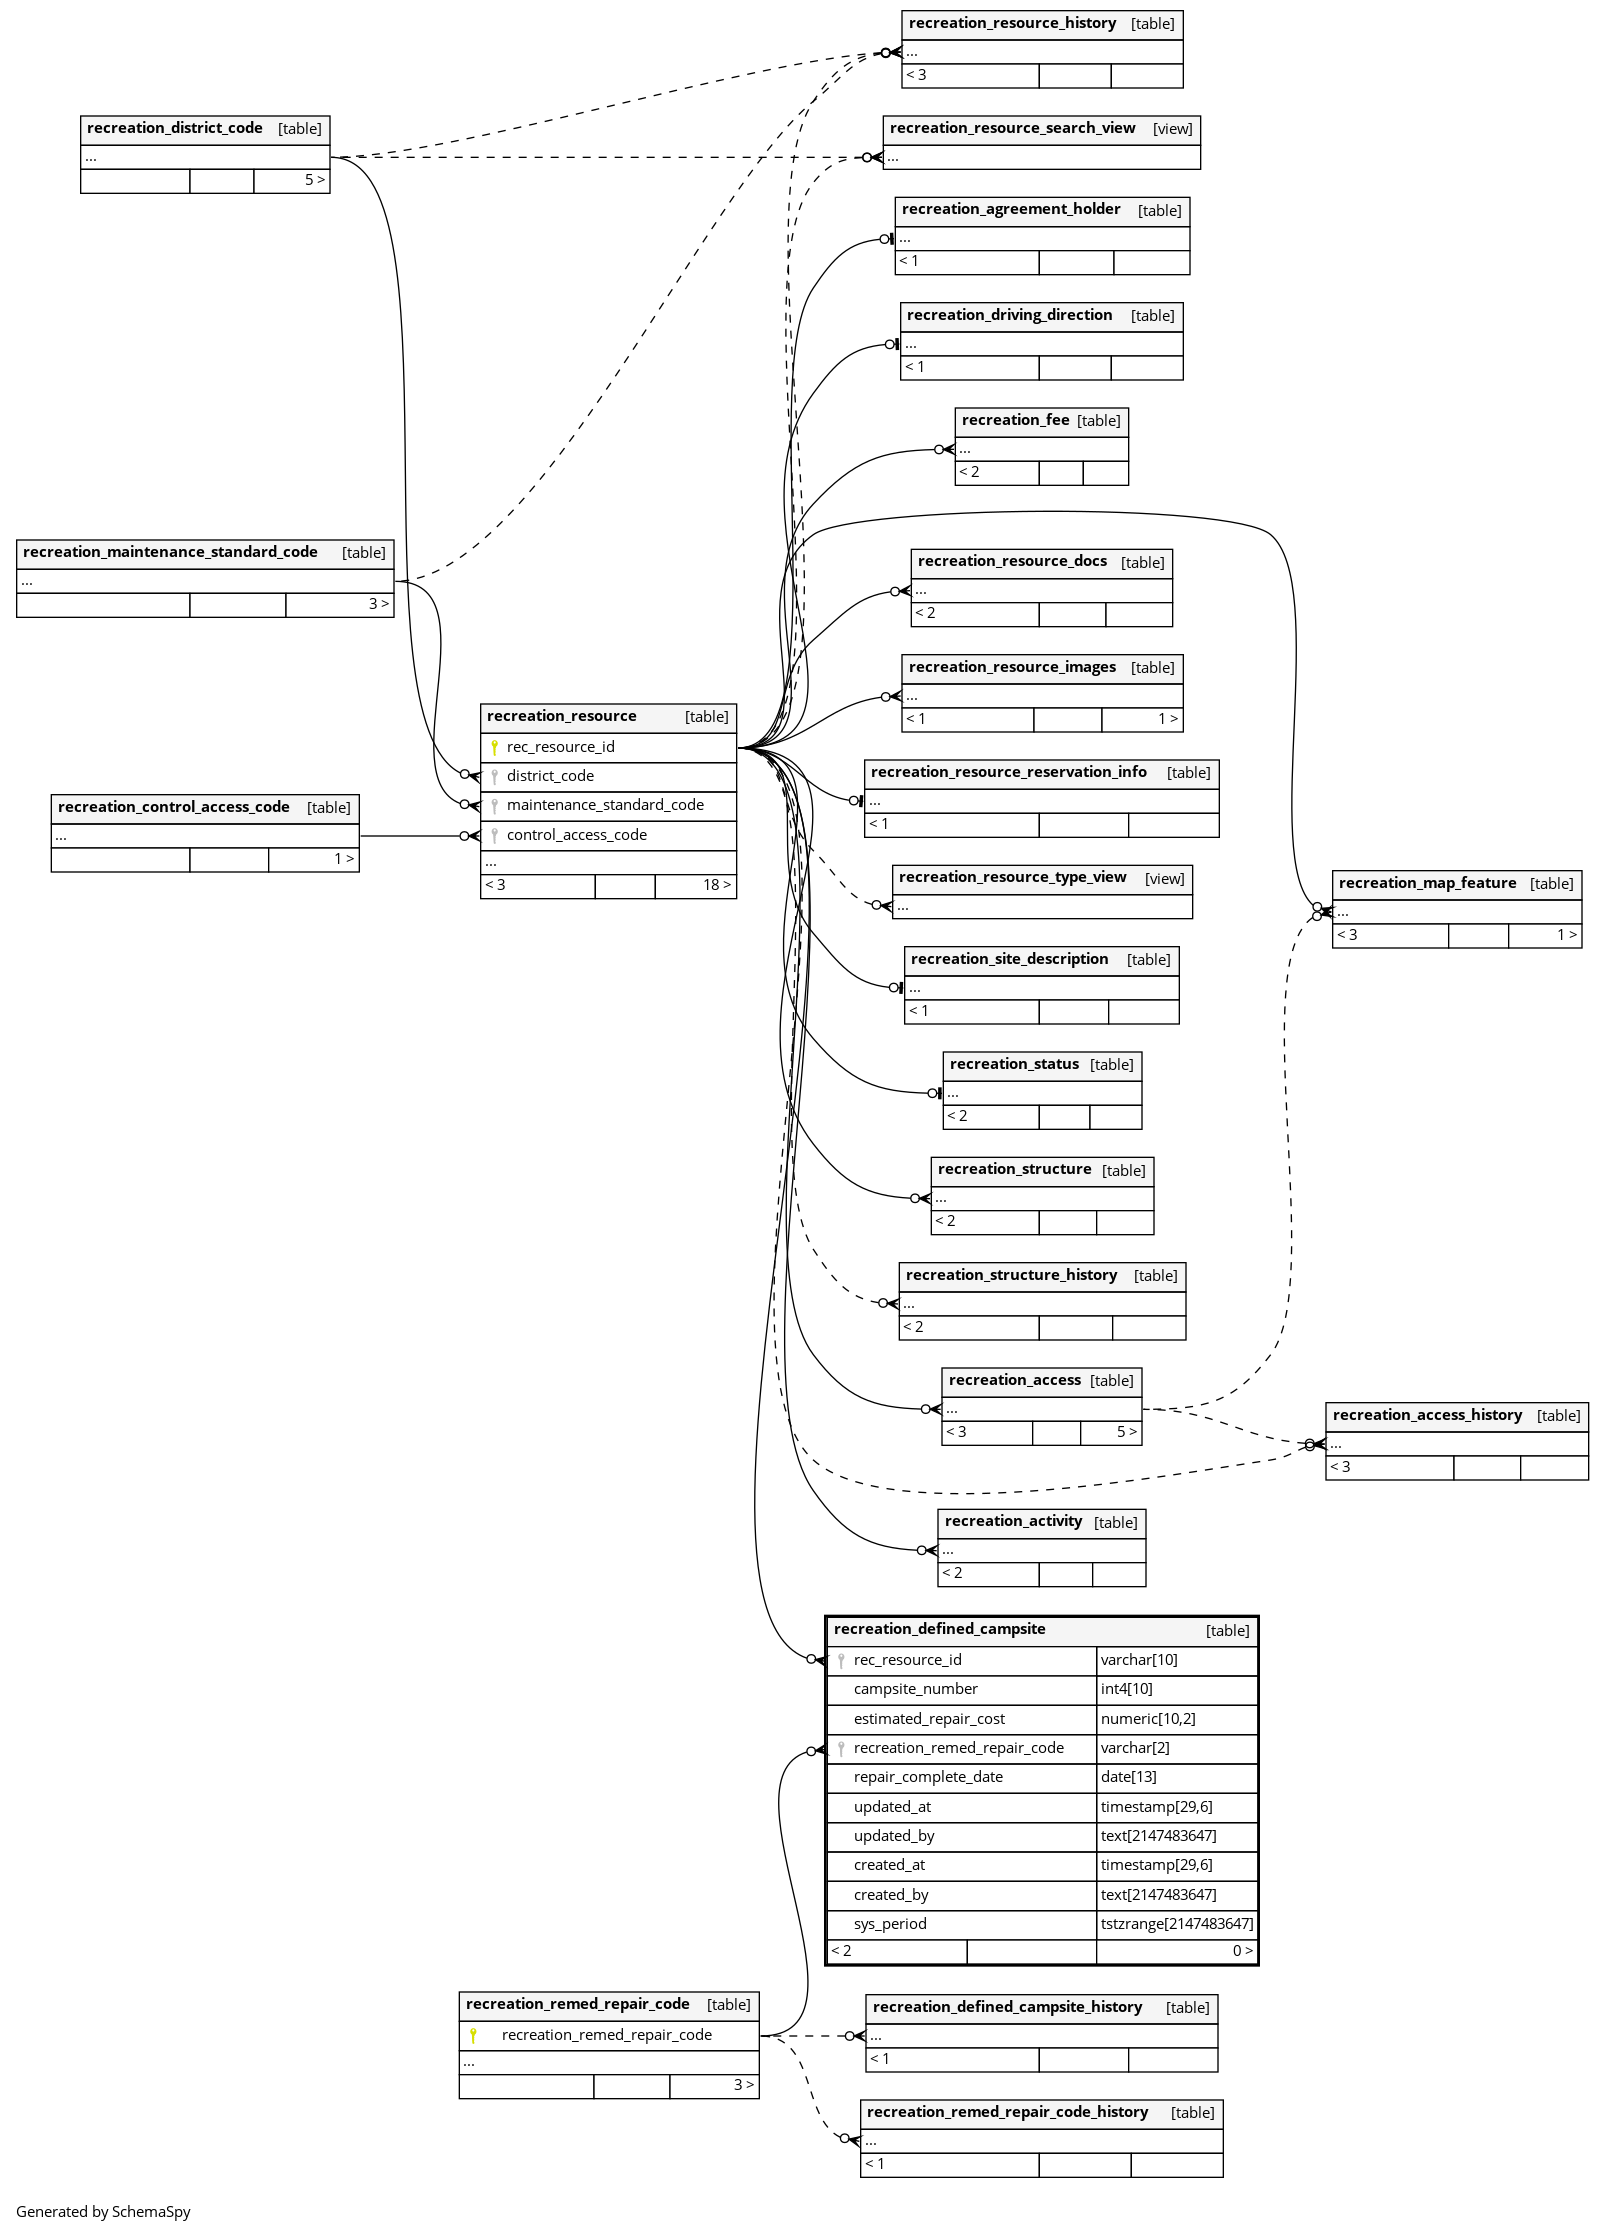 recreation_resource_history [table]
...
< 3
recreation_district_code [table]
...
5 >
recreation_resource_search_view [view]
...
recreation_agreement_holder [table]
...
< 1
recreation_driving_direction [table]
...
< 1
recreation_fee [table]
...
< 2
recreation_maintenance_standard_code [table]
...
3 >
recreation_resource_docs [table]
...
< 2
recreation_resource_images [table]
...
< 1 1 >
recreation_resource [table]
rec_resource_id
district_code
maintenance_standard_code
control_access_code
...
< 3 18 >
recreation_control_access_code [table]
...
1 >
recreation_resource_reservation_info [table]
...
< 1
recreation_resource_type_view [view]
...
recreation_map_feature [table]
...
< 3 1 >
recreation_site_description [table]
...
< 1
recreation_status [table]
...
< 2
recreation_structure [table]
...
< 2
recreation_structure_history [table]
...
< 2
recreation_access [table]
...
< 3 5 >
recreation_access_history [table]
...
< 3
recreation_activity [table]
...
< 2
recreation_defined_campsite [table]
rec_resource_id varchar[10]
campsite_number int4[10]
estimated_repair_cost numeric[10,2]
recreation_remed_repair_code varchar[2]
repair_complete_date date[13]
updated_at timestamp[29,6]
updated_by text[2147483647]
created_at timestamp[29,6]
created_by text[2147483647]
sys_period tstzrange[2147483647]
< 2 0 >
recreation_remed_repair_code [table]
recreation_remed_repair_code
...
3 >
recreation_defined_campsite_history [table]
...
< 1
recreation_remed_repair_code_history [table]
...
< 1
Generated by SchemaSpy